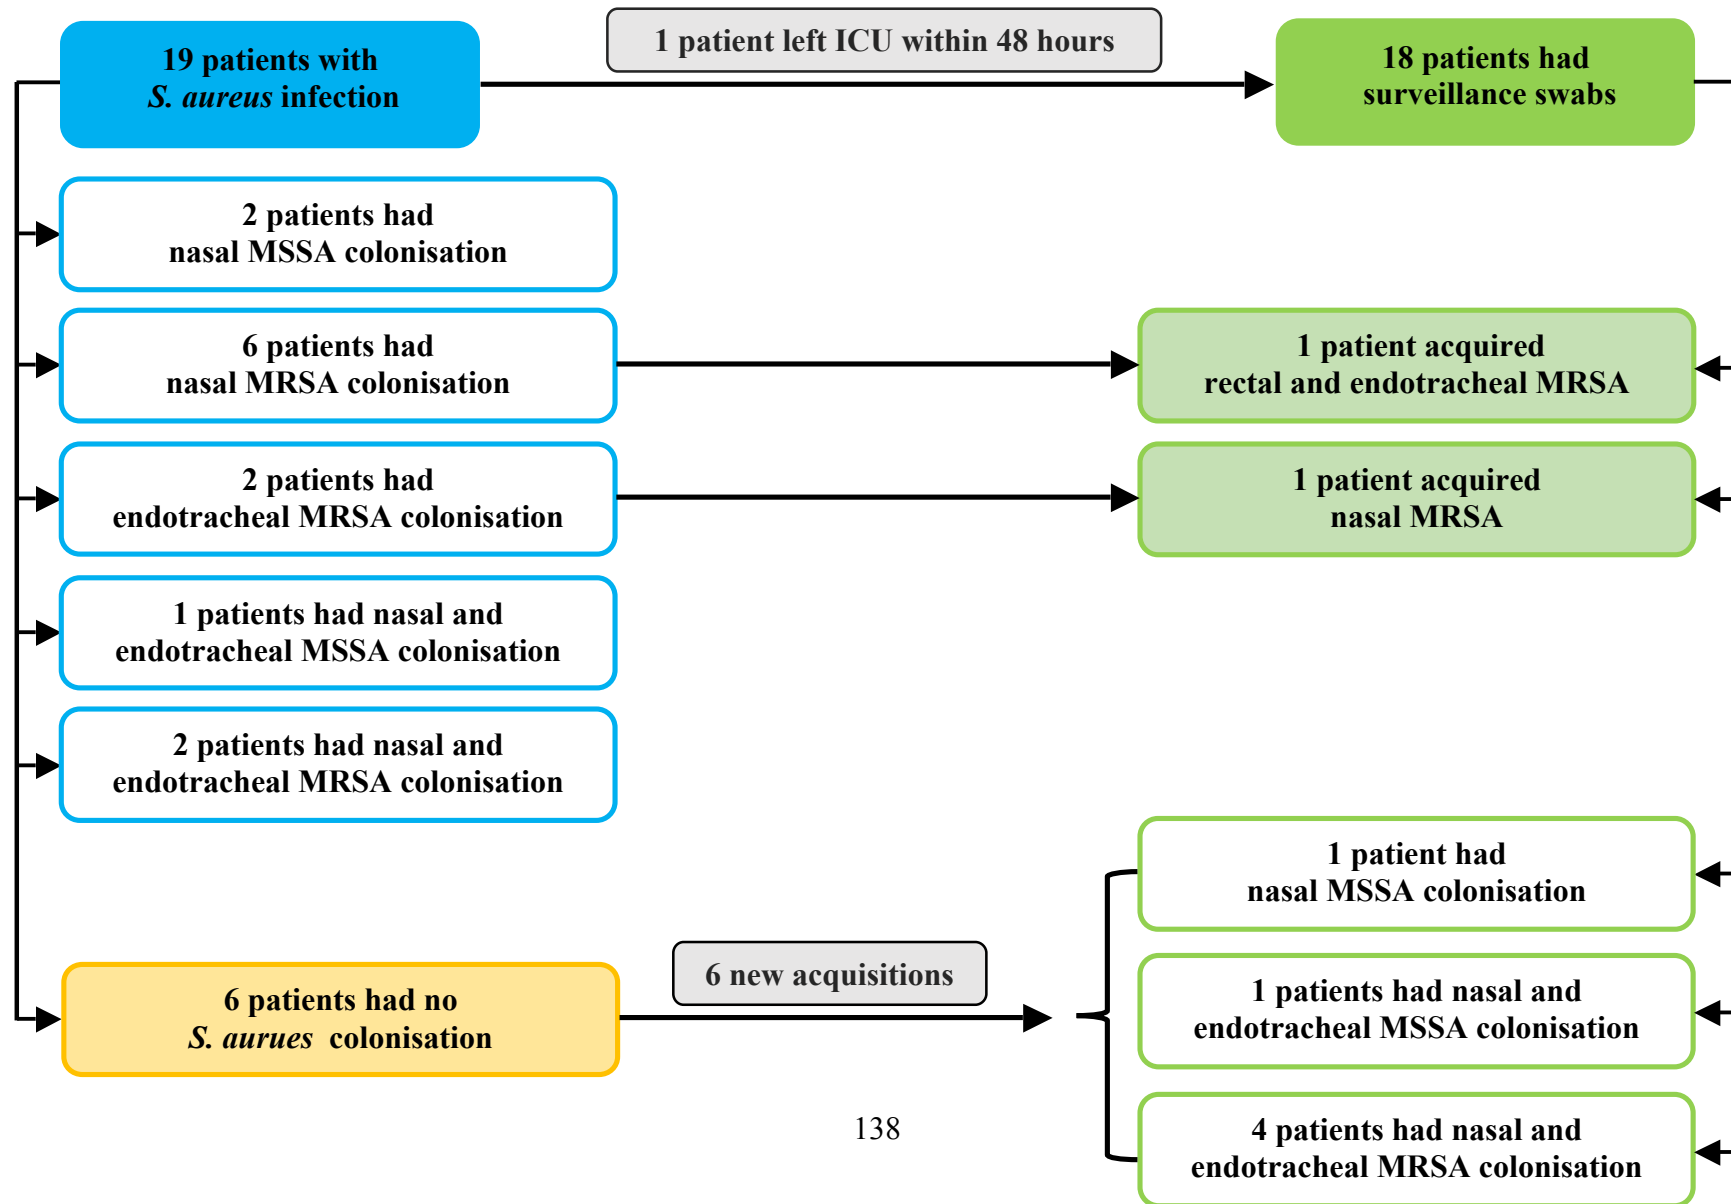 19 patients with
S. aureus infection
1 patient left ICU within 48 hours
18 patients had
surveillance swabs
2 patients had
nasal MSSA colonisation
6 patients had
nasal MRSA colonisation
1 patient acquired
rectal and endotracheal MRSA
2 patients had
endotracheal MRSA colonisation
1 patient acquired
nasal MRSA
1 patients had nasal and
endotracheal MSSA colonisation
2 patients had nasal and
endotracheal MRSA colonisation
6 patients had no
S. aurues colonisation
6 new acquisitions
1 patient had
nasal MSSA colonisation
1 patients had nasal and
endotracheal MSSA colonisation
4 patients had nasal and
endotracheal MRSA colonisation
138